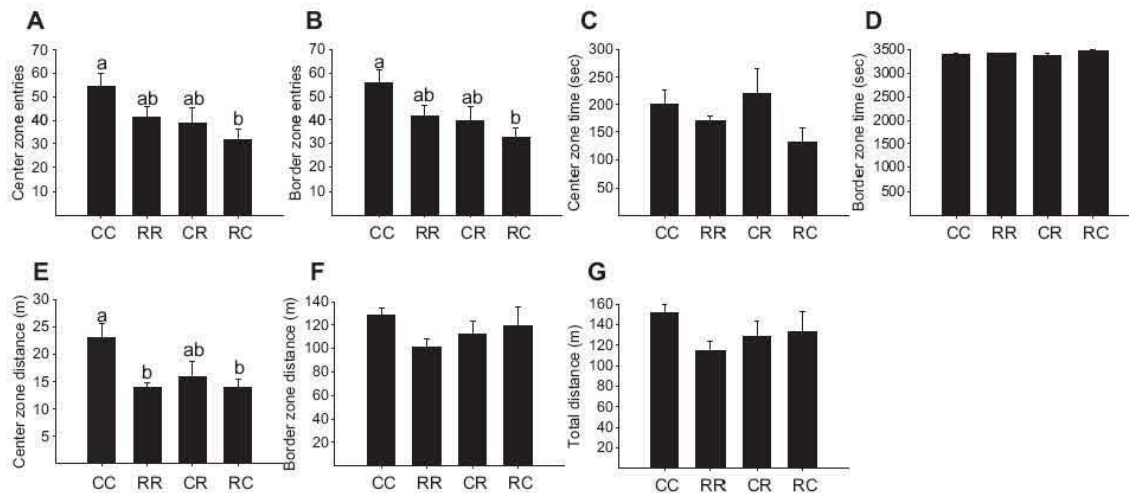 A
Center zone entries
70
60
50
40
30
20
10
a
ab
ab
b
CC RR CR RC
B
Border zone entries
70
60
50
40
30
20
10
a
ab
ab
b
CC RR CR RC
C
Center zone time (sec)
300
250
200
150
100
50
CC RR CR RC
D
Border zone time (sec)
3500
3000
2500
2000
1500
1000
500
CC RR CR RC
E
Center zone distance (m)
30
25
20
15
10
5
a
b
ab
b
CC RR CR RC
F
Border zone distance (m)
140
120
100
80
60
40
20
CC RR CR RC
G
Total distance (m)
160
140
120
100
80
60
40
20
CC RR CR RC